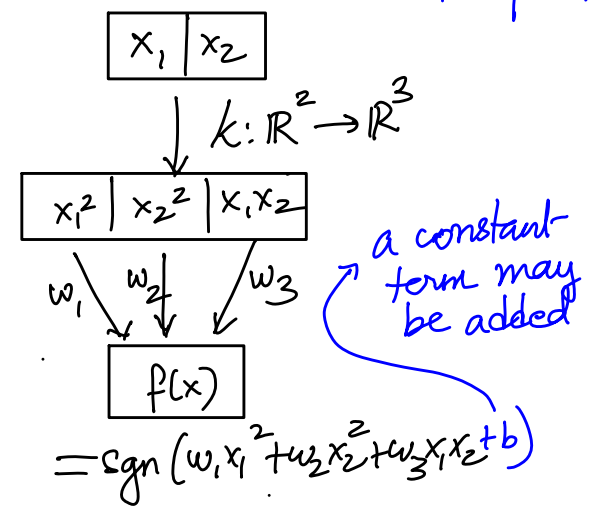 x₁ | x₂
k: ℝ² → ℝ³
x₁² | x₂² | x₁x₂
a constant
term may
be added
w₁ w₂ w₃
f(x)
= sgn(w₁x₁² + w₂x₂² + w₃x₁x₂ + b)